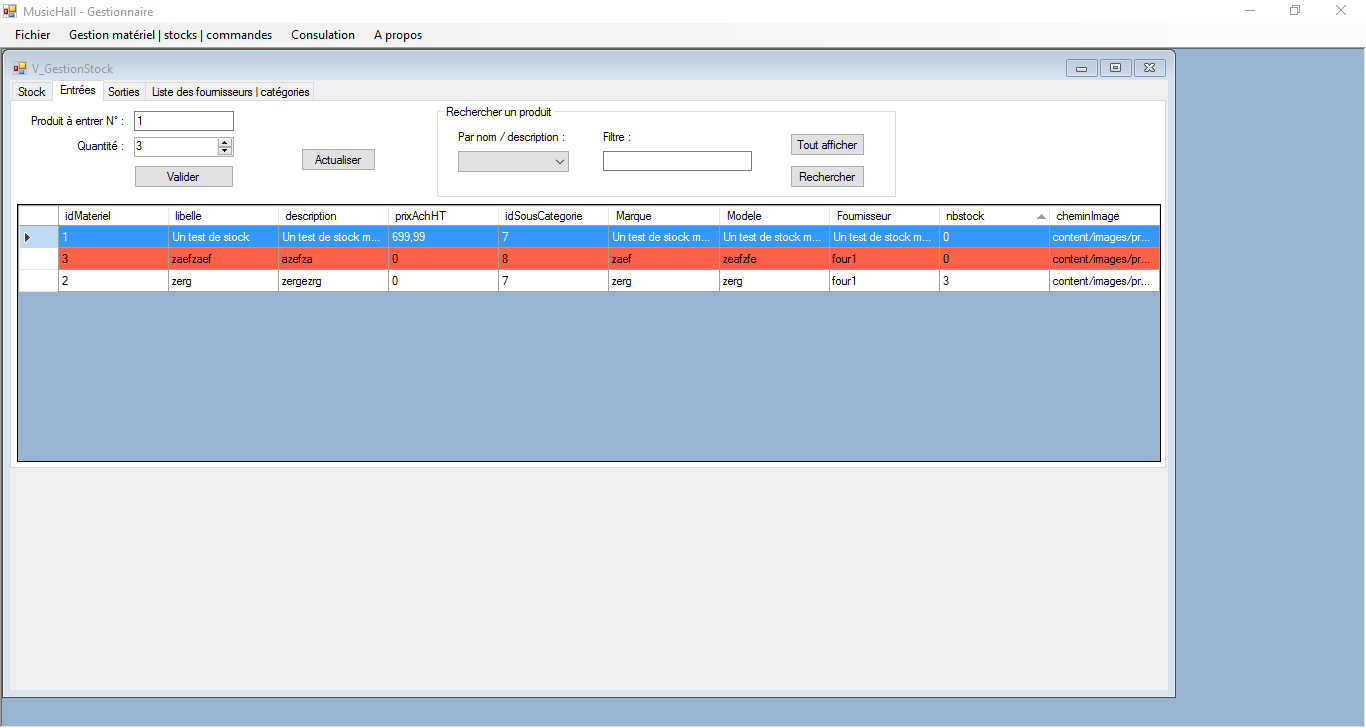 MusicHall - Gestionnaire
Fichier Gestion matériel | stocks | commandes Consulation A propos
V_GestionStock
Stock Entrées Sorties Liste des fournisseurs | catégories
Produit à entrer N° : 1
Quantité : 3
Valider
Actualiser
Rechercher un produit
Par nom / description : Filtre :
Tout afficher
Rechercher
idMateriel libelle description prixAchHT idSousCategorie Marque Modele Fournisseur nbstock cheminImage
1 Un test de stock Un test de stock m... 699,99 7 Un test de stock m... Un test de stock m... Un test de stock m... 0 content/images/pr...
3 zaefzaef azefza 0 8 zaef zeafzfe four1 0 content/images/pr...
2 zerg zergezrg 0 7 zerg zerg four1 3 content/images/pr...